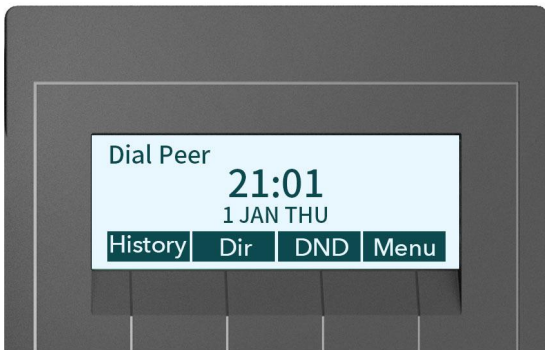 Dial Peer
21:01
1 JAN THU
History Dir DND Menu